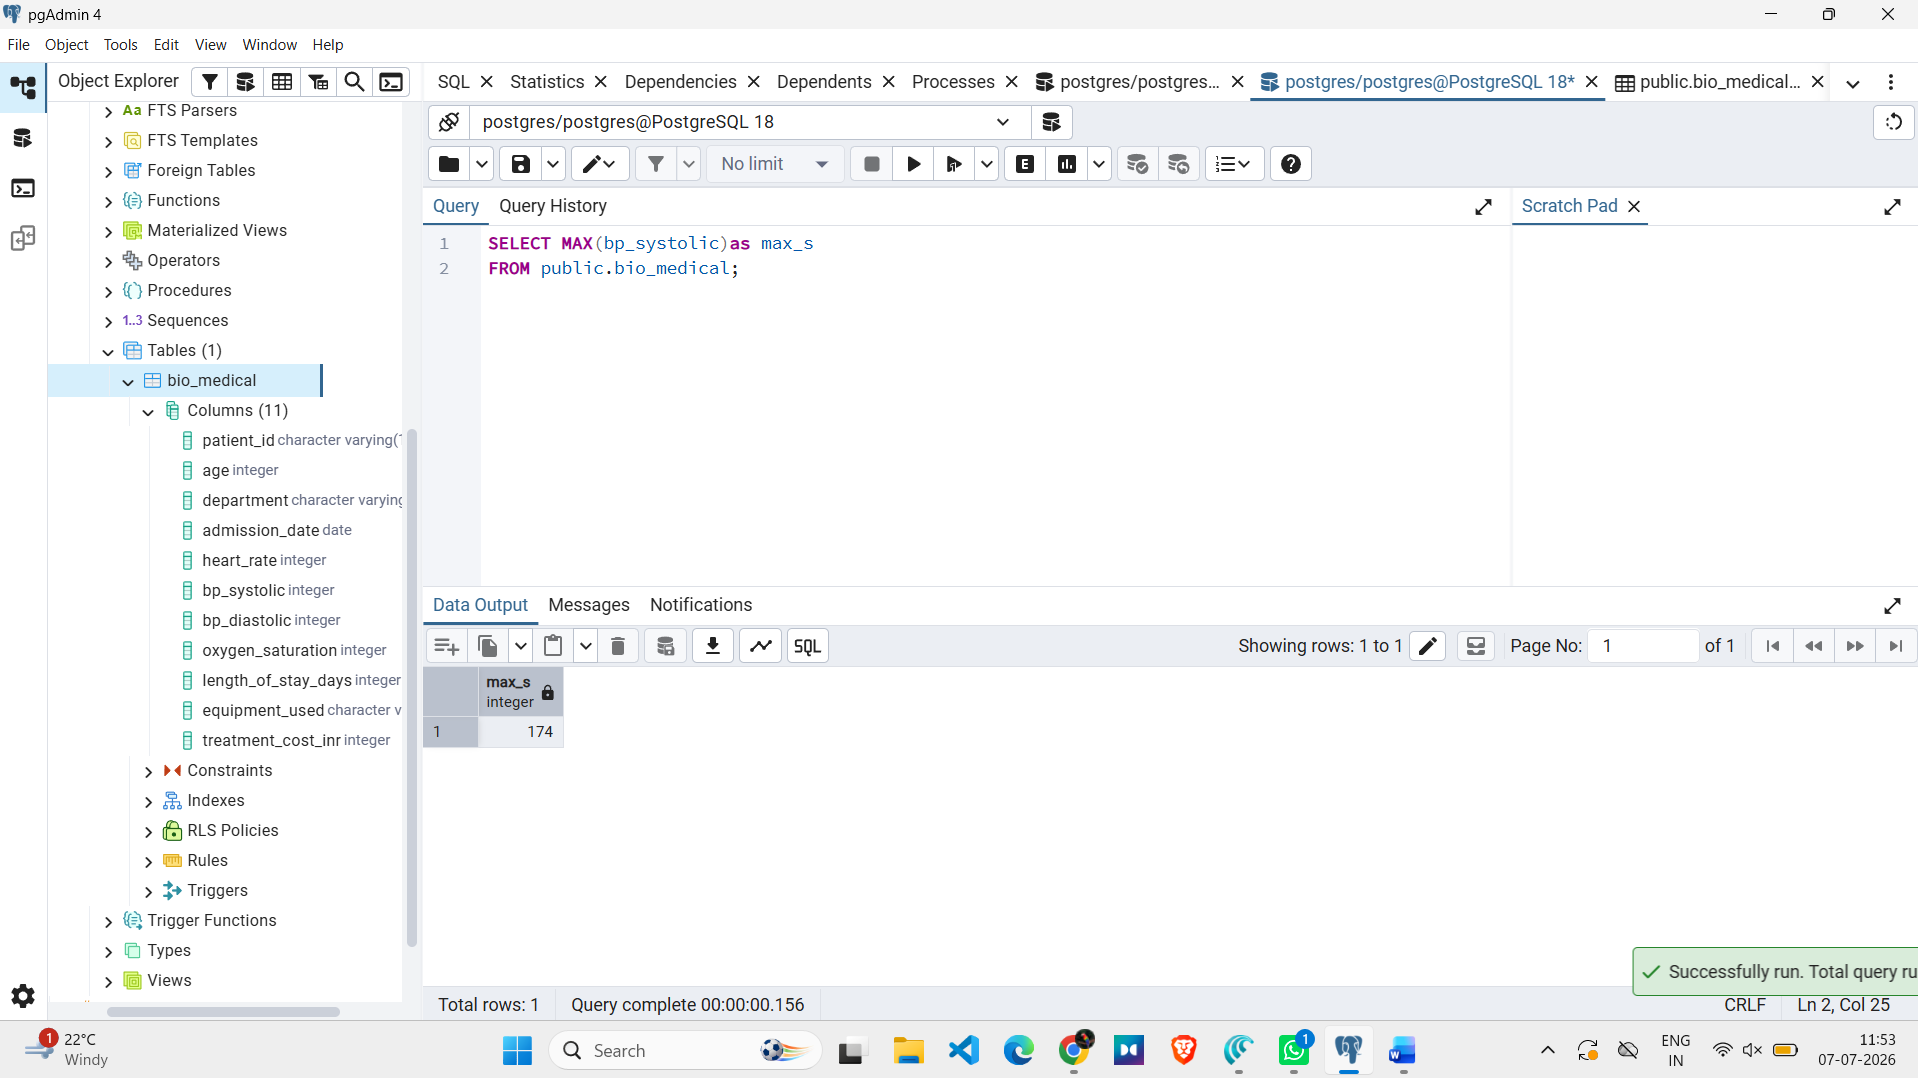 pgAdmin 4
File Object Tools Edit View Window Help
Object Explorer
SQL Statistics Dependencies Dependents Processes postgres/postgres... postgres/postgres@PostgreSQL 18* public.bio_medical...
postgres/postgres@PostgreSQL 18
No limit
E
Query Query History
Scratch Pad
1 SELECT MAX(bp_systolic)as max_s
2 FROM public.bio_medical;
Aa FTS Parsers
FTS Templates
Foreign Tables
Functions
Materialized Views
Operators
Procedures
1..3 Sequences
Tables (1)
bio_medical
Columns (11)
patient_id character varying(
age integer
department character varying
admission_date date
heart_rate integer
bp_systolic integer
bp_diastolic integer
oxygen_saturation integer
length_of_stay_days integer
equipment_used character v
treatment_cost_inr integer
Constraints
Indexes
RLS Policies
Rules
Triggers
Trigger Functions
Types
Views
Data Output Messages Notifications
SQL
Showing rows: 1 to 1
Page No: 1 of 1
max_s
integer
1 174
Successfully run. Total query ru
Total rows: 1 Query complete 00:00:00.156
CRLF Ln 2, Col 25
1
22°C
Windy
Search
1
W
ENG
IN
11:53
07-07-2026